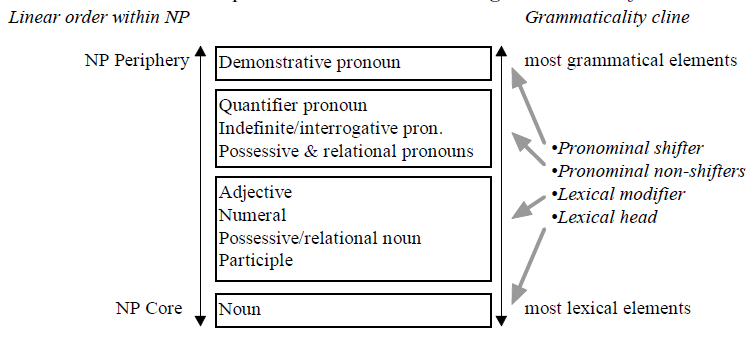 Linear order within NP
Grammaticality cline
NP Periphery
Demonstrative pronoun
most grammatical elements
Quantifier pronoun
Indefinite/interrogative pron.
Possessive & relational pronouns
•Pronominal shifter
•Pronominal non-shifters
•Lexical modifier
•Lexical head
Adjective
Numeral
Possessive/relational noun
Participle
NP Core
Noun
most lexical elements